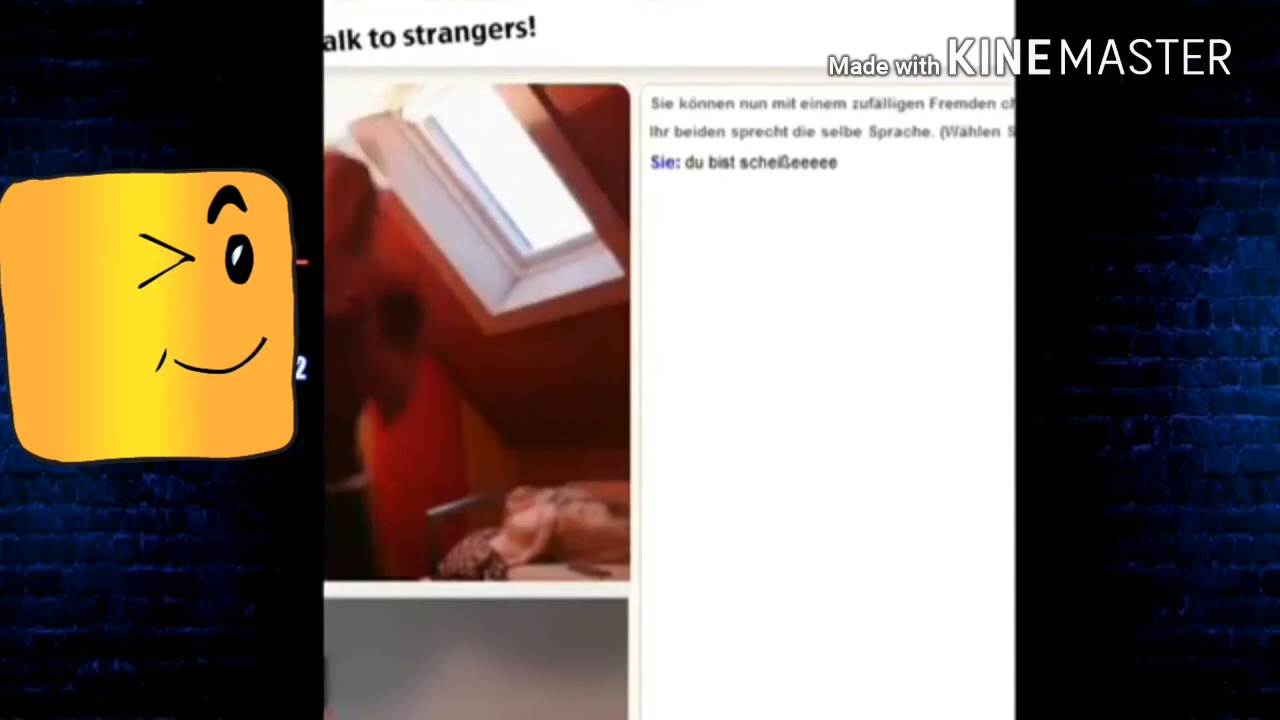 alk to strangers!
Made with KINEMASTER
Sie können nun mit einem zufälligen Fremden
Ihr beiden sprecht die selbe Sprache. (Wählen
Sie: du bist scheißeeeee
2